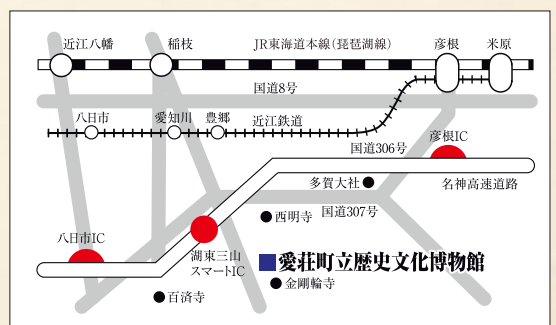 近江八幡
稲枝
JR東海道本線(琵琶湖線)
彦根
米原
国道8号
八日市
愛知川
豊郷
近江鉄道
彦根IC
国道306号
多賀大社
名神高速道路
国道307号
西明寺
八日市IC
湖東三山
スマートIC
愛荘町立歴史文化博物館
金剛輪寺
百済寺